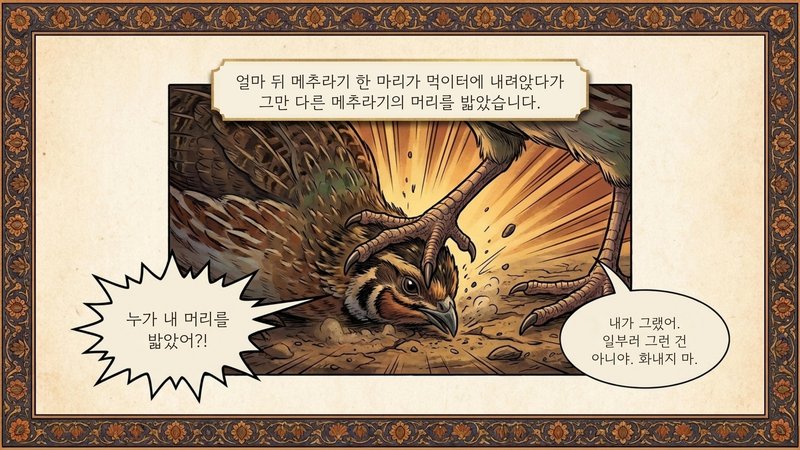 얼마 뒤 메추라기 한 마리가 먹이터에 내려앉다가
그만 다른 메추라기의 머리를 밟았습니다.
누가 내 머리를
밟았어?!
내가 그랬어.
일부러 그런 건
아니야. 화내지 마.